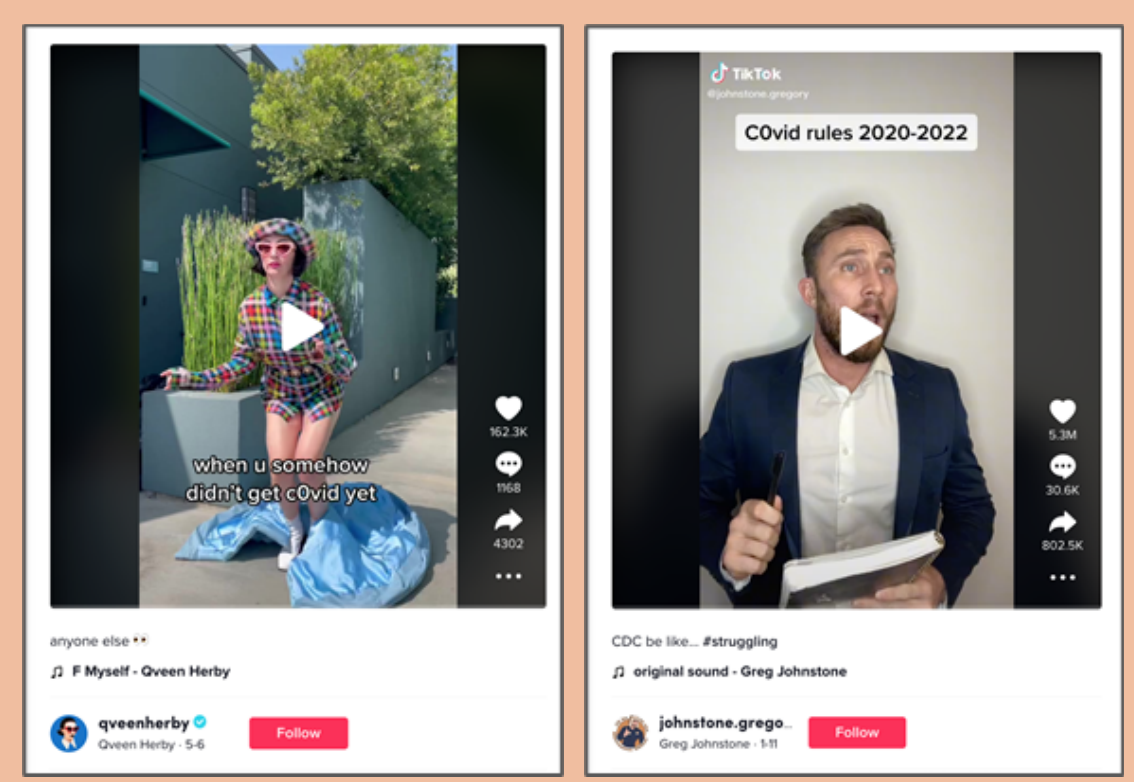 when u somehow
didn't get c0vid yet
162.3K
1168
4302
anyone else 👀
F Myself - Qveen Herby
qveenherby
Qveen Herby · 5-6
Follow
TikTok
@johnstone.gregory
C0vid rules 2020-2022
5.3M
30.6K
802.5K
CDC be like... #struggling
original sound - Greg Johnstone
johnstone.grego...
Greg Johnstone · 1-11
Follow